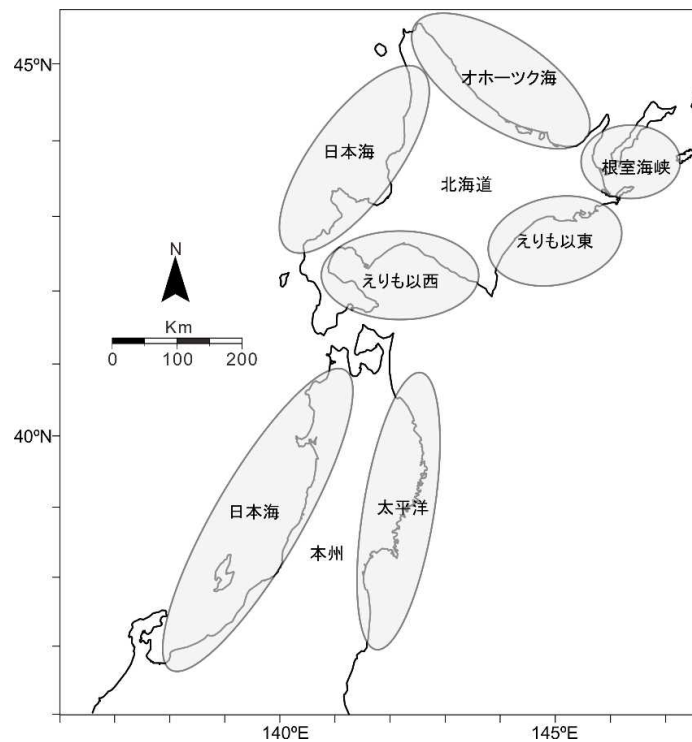 45ºN
オホーツク海
日本海
根室海峡
北海道
えりも以東
えりも以西
N
Km
0 100 200
40ºN
日本海
太平洋
本州
140ºE
145ºE